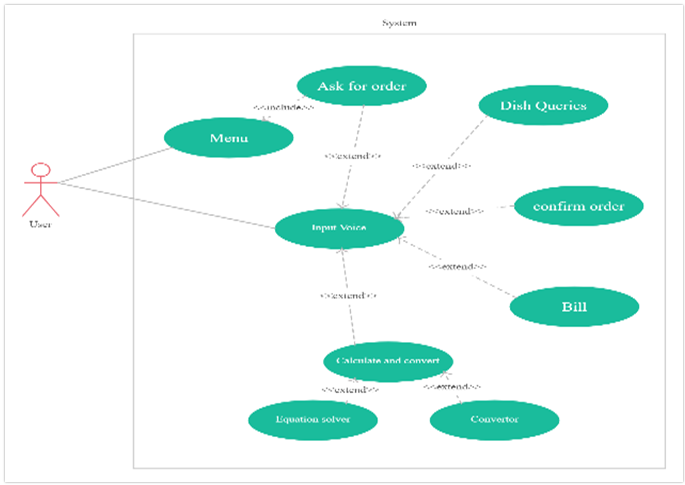 System
Ask for order
<<include>>
Menu
Dish Queries
<<extend>>
<<extend>>
User
Input Voice
<<extend>>
confirm order
<<extend>>
Bill
<<extend>>
Calculate and convert
<<extend>>
<<extend>>
Equation solver
Convertor